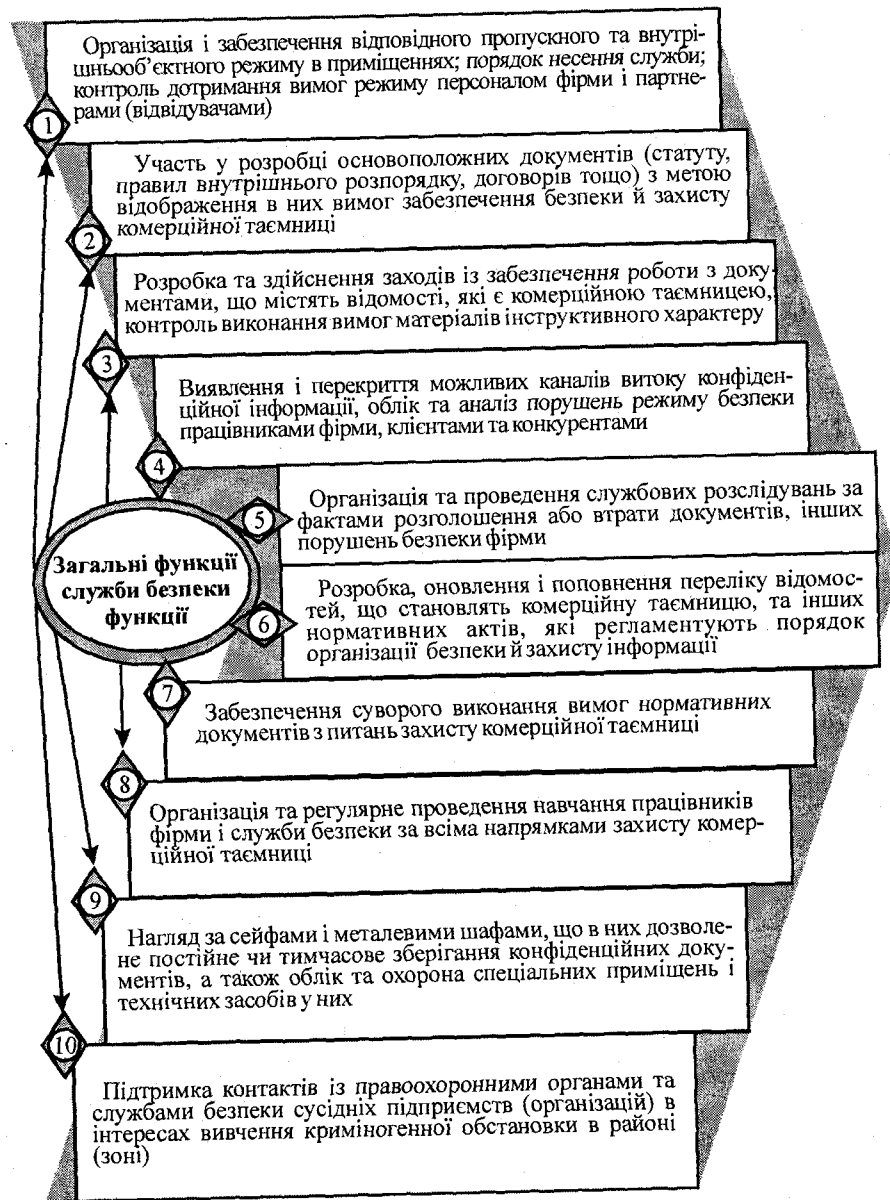 Організація і забезпечення відповідного пропускного та внутрі-
шньооб’єктного режиму в приміщеннях; порядок несення служби;
контроль дотримання вимог режиму персоналом фірми і партне-
рами (відвідувачами)
1
Участь у розробці основоположних документів (статуту,
правил внутрішнього розпорядку, договорів тощо) з метою
відображення в них вимог забезпечення безпеки й захисту
комерційної таємниці
2
Розробка та здійснення заходів із забезпечення роботи з доку-
ментами, що містять відомості, які є комерційною таємницею,
контроль виконання вимог матеріалів інструктивного характеру
3
Виявлення і перекриття можливих каналів витоку конфіден-
ційної інформації, облік та аналіз порушень режиму безпеки
працівниками фірми, клієнтами та конкурентами
4
Загальні функції
служби безпеки
функції
5
Організація та проведення службових розслідувань за
фактами розголошення або втрати документів, інших
порушень безпеки фірми
6
Розробка, оновлення і поповнення переліку відомос-
тей, що становлять комерційну таємницю, та інших
нормативних актів, які регламентують порядок
організації безпеки й захисту інформації
7
Забезпечення суворого виконання вимог нормативних
документів з питань захисту комерційної таємниці
8
Організація та регулярне проведення навчання працівників
фірми і служби безпеки за всіма напрямками захисту комер-
ційної таємниці
9
Нагляд за сейфами і металевими шафами, що в них дозволе-
не постійне чи тимчасове зберігання конфіденційних доку-
ментів, а також облік та охорона спеціальних приміщень і
технічних засобів у них
10
Підтримка контактів із правоохоронними органами та
службами безпеки сусідніх підприємств (організацій) в
інтересах вивчення криміногенної обстановки в районі
(зоні)